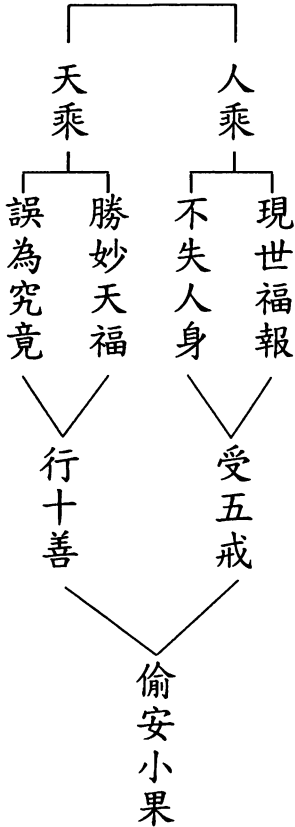 人乘
天乘
現世福報
不失人身
勝妙天福
誤為究竟
受五戒
行十善
偷安小果